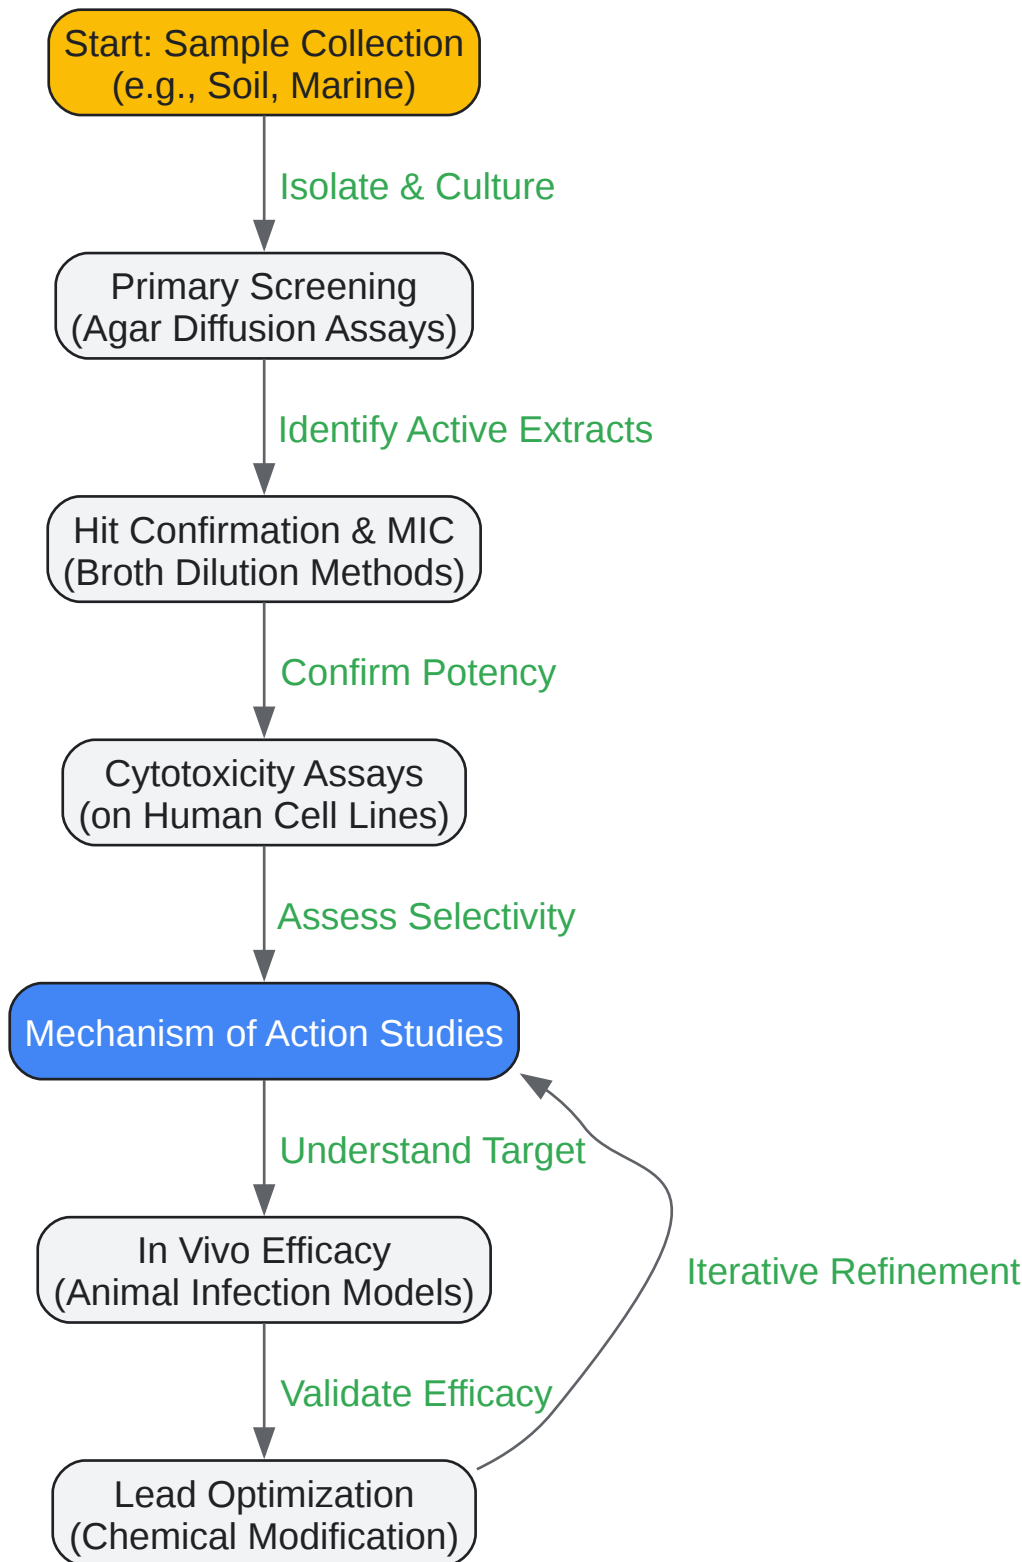 Start: Sample Collection
(e.g., Soil, Marine)
Isolate & Culture
Primary Screening
(Agar Diffusion Assays)
Identify Active Extracts
Hit Confirmation & MIC
(Broth Dilution Methods)
Confirm Potency
Cytotoxicity Assays
(on Human Cell Lines)
Assess Selectivity
Mechanism of Action Studies
Understand Target
In Vivo Efficacy
(Animal Infection Models)
Iterative Refinement
Validate Efficacy
Lead Optimization
(Chemical Modification)